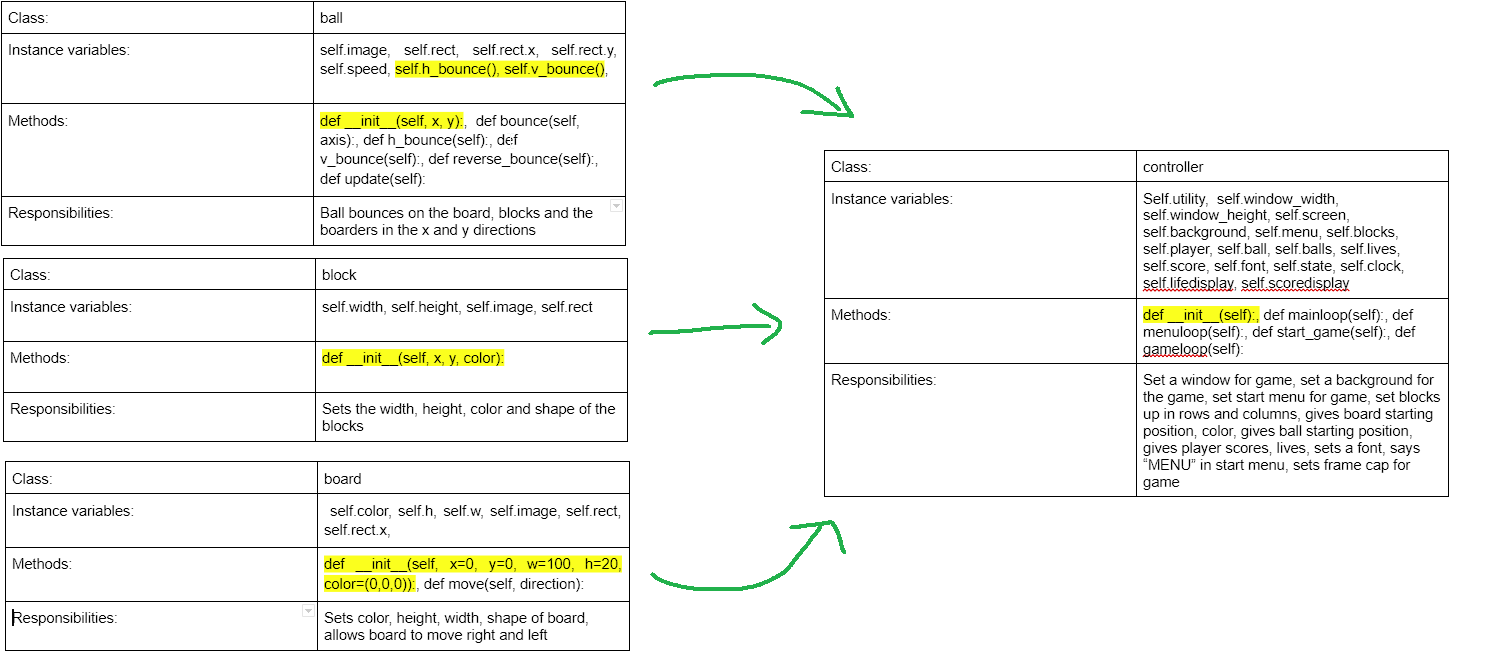 Class:
ball
Instance variables:
self.image, self.rect, self.rect.x, self.rect.y,
self.speed, self.h_bounce(), self.v_bounce(),
Methods:
def __init__(self, x, y):, def bounce(self,
axis):, def h_bounce(self):, def
v_bounce(self):, def reverse_bounce(self):,
def update(self):
Responsibilities:
Ball bounces on the board, blocks and the
boarders in the x and y directions
Class:
block
Instance variables:
self.width, self.height, self.image, self.rect
Methods:
def __init__(self, x, y, color):
Responsibilities:
Sets the width, height, color and shape of the
blocks
Class:
board
Instance variables:
self.color, self.h, self.w, self.image, self.rect,
self.rect.x,
Methods:
def __init__(self, x=0, y=0, w=100, h=20,
color=(0,0,0)):, def move(self, direction):
Responsibilities:
Sets color, height, width, shape of board,
allows board to move right and left
Class:
controller
Instance variables:
Self.utility, self.window_width,
self.window_height, self.screen,
self.background, self.menu, self.blocks,
self.player, self.ball, self.balls, self.lives,
self.score, self.font, self.state, self.clock,
self.lifedisplay, self.scoredisplay
Methods:
def __init__(self):, def mainloop(self):, def
menuloop(self):, def start_game(self):, def
gameloop(self):
Responsibilities:
Set a window for game, set a background for
the game, set start menu for game, set blocks
up in rows and columns, gives board starting
position, color, gives ball starting position,
gives player scores, lives, sets a font, says
“MENU” in start menu, sets frame cap for
game